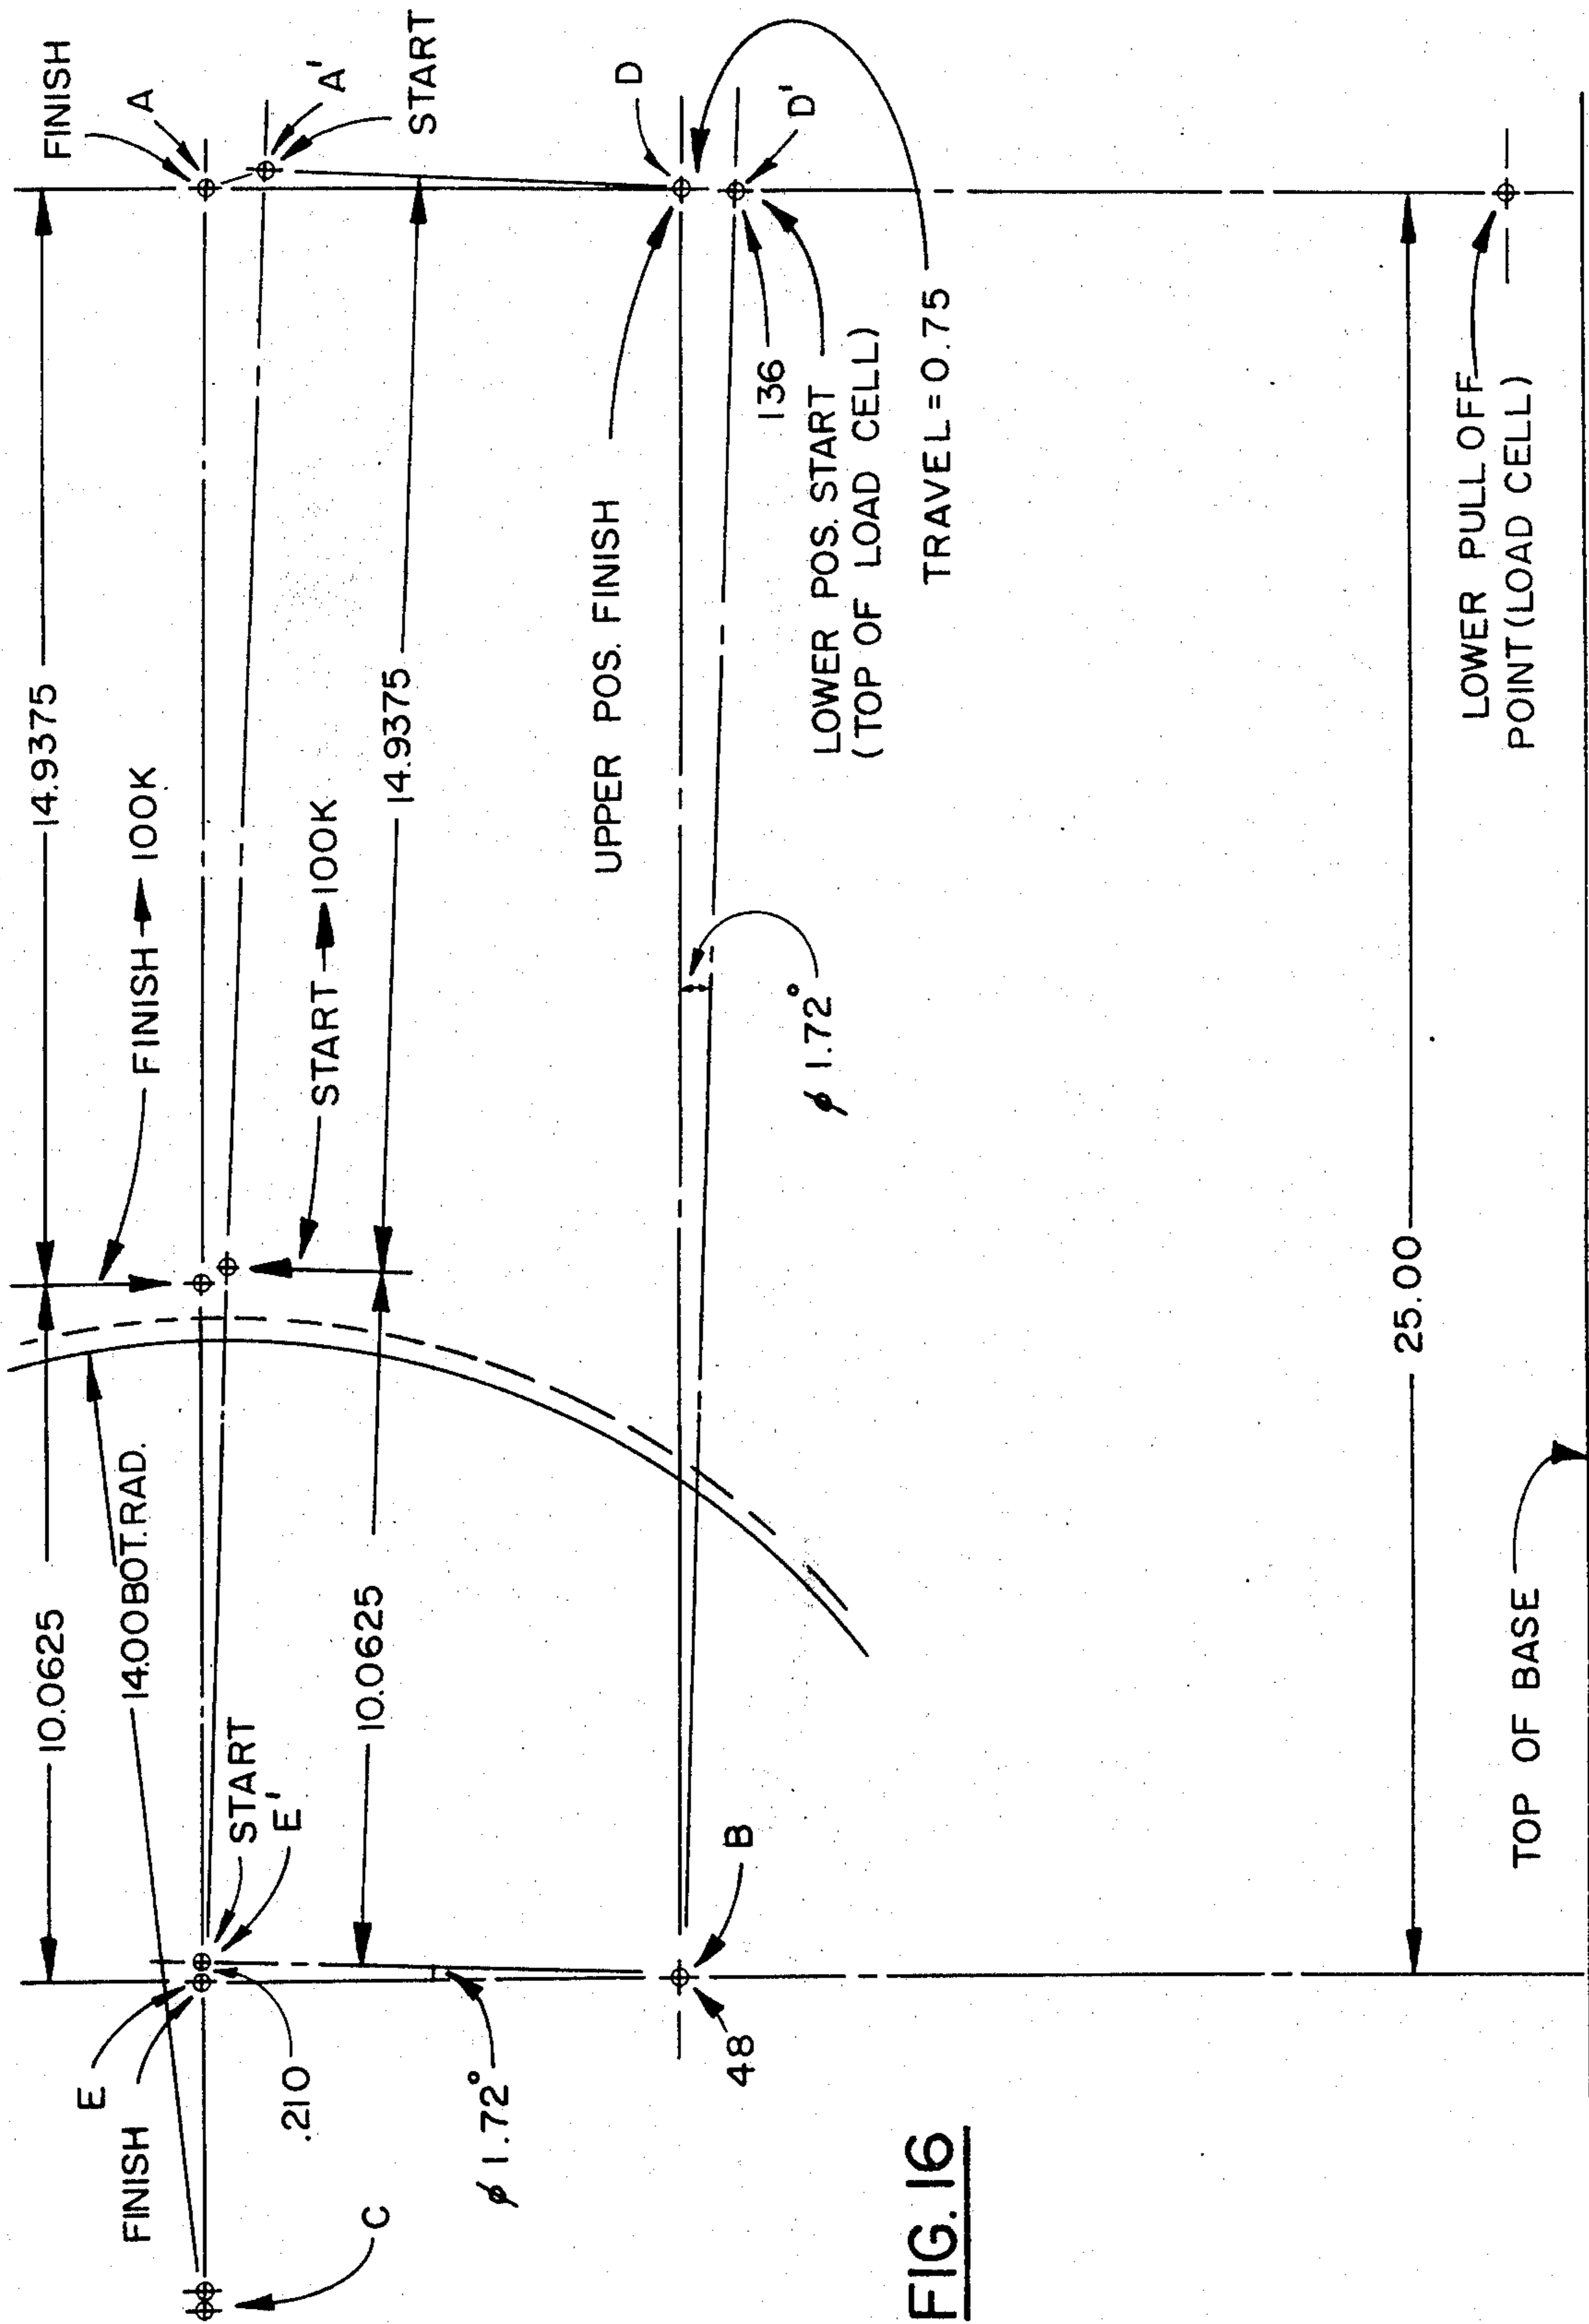 10.0625
14.9375
FINISH
A
A'
START
FINISH → 100K
14.00 BOT. RAD.
START → 100K
E
FINISH
START
E'
.210
10.0625
14.9375
C
φ 1.72°
D
UPPER POS. FINISH
D'
48
B
136
φ 1.72°
LOWER POS. START
(TOP OF LOAD CELL)
TRAVEL = 0.75
25.00
LOWER PULL OFF
POINT (LOAD CELL)
TOP OF BASE
FIG. 16